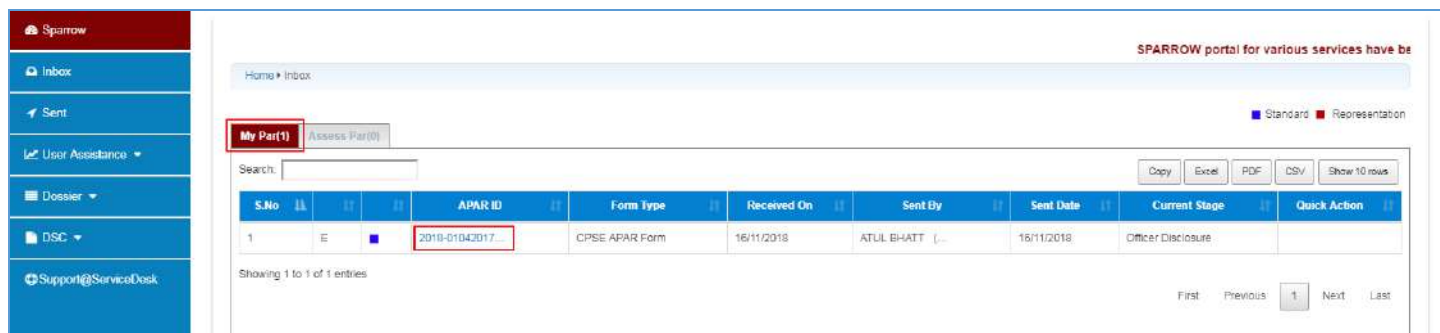 Sparrow
Inbox
Sent
User Assistance
Dossier
DSC
Support@ServiceDesk
SPARROW portal for various services have be
Home Inbox
Standard Representation
My Par(1) Assess Par(0)
Search: Copy Excel PDF CSV Show 10 rows
S.No APAR ID Form Type Received On Sent By Sent Date Current Stage Quick Action
1 E 2018-01042017... CPSE APAR Form 16/11/2018 ATUL BHATT (... 16/11/2018 Officer Disclosure
Showing 1 to 1 of 1 entries
First Previous 1 Next Last